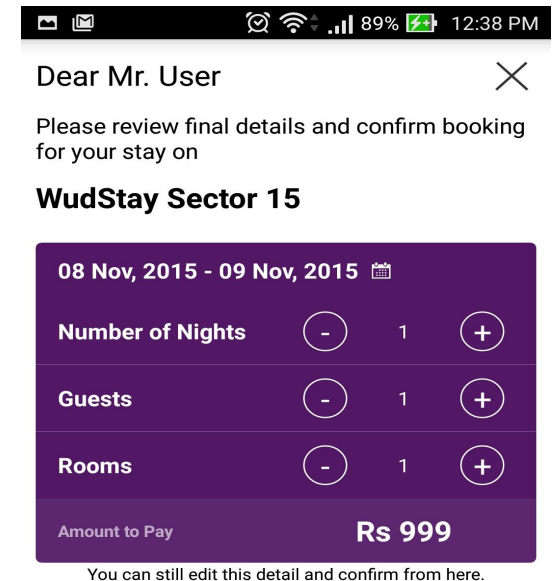 89% 12:38 PM
Dear Mr. User
Please review final details and confirm booking
for your stay on
WudStay Sector 15
08 Nov, 2015 - 09 Nov, 2015
Number of Nights - 1 +
Guests - 1 +
Rooms - 1 +
Amount to Pay Rs 999
You can still edit this detail and confirm from here.